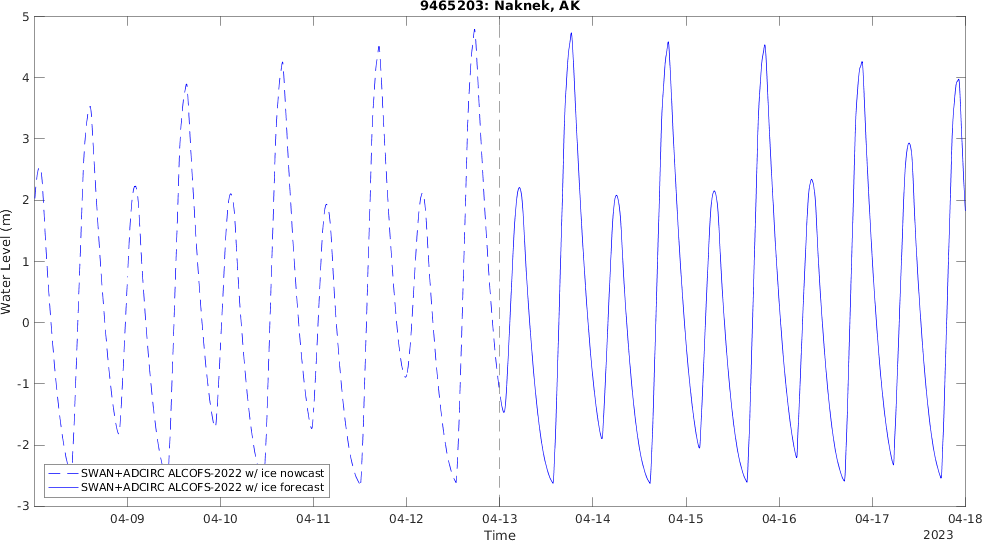 9465203: Naknek, AK
5
4
3
2
1
0
-1
-2
-3
Water Level (m)
SWAN+ADCIRC ALCOFS-2022 w/ ice nowcast
SWAN+ADCIRC ALCOFS-2022 w/ ice forecast
04-09 04-10 04-11 04-12 04-13 04-14 04-15 04-16 04-17 04-18
Time
2023